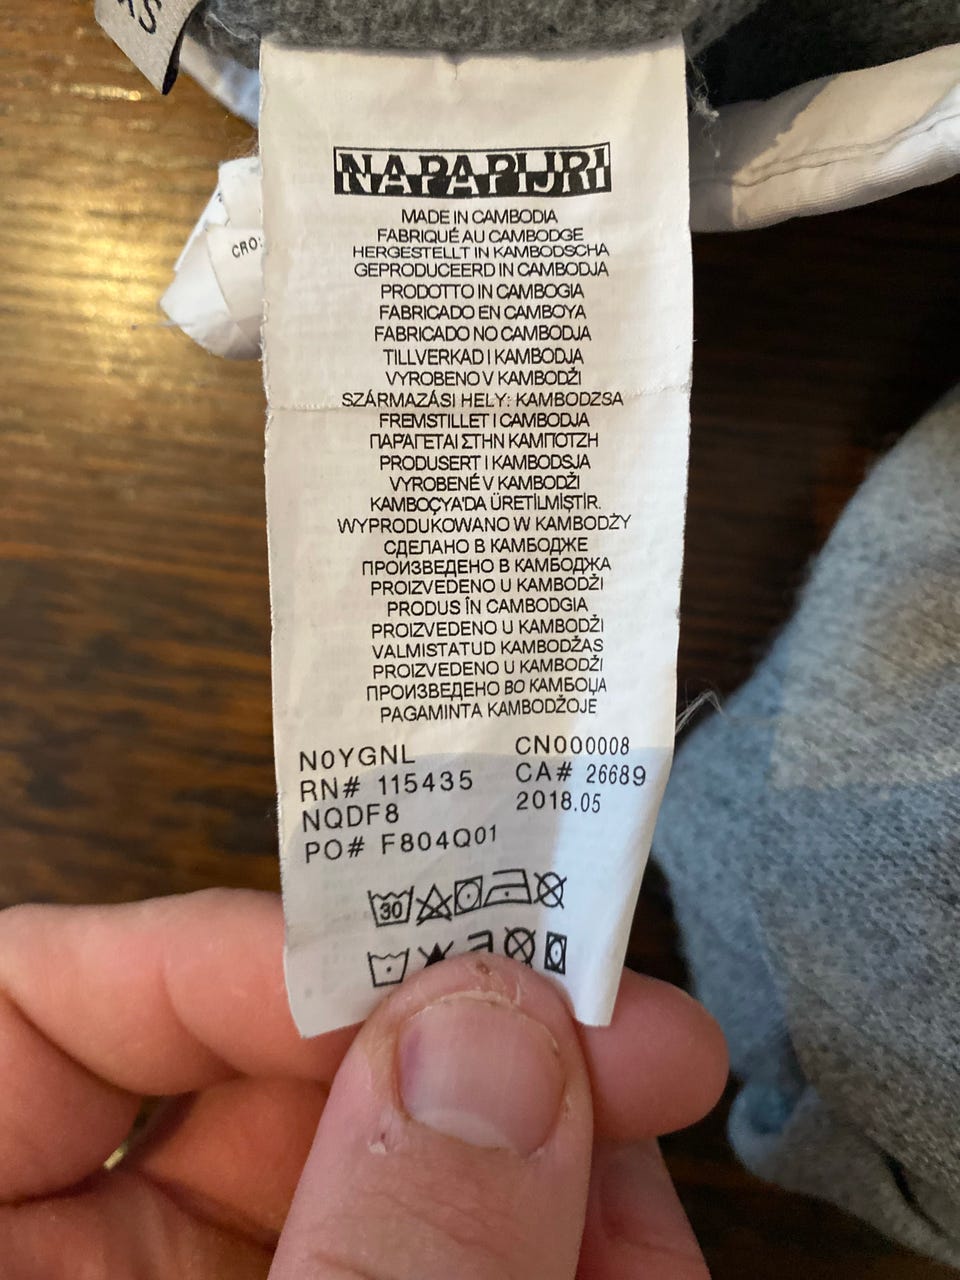 XS
CRO:
NAPAPIJRI
MADE IN CAMBODIA
FABRIQUÉ AU CAMBODGE
HERGESTELLT IN KAMBODSCHA
GEPRODUCEERD IN CAMBODJA
PRODOTTO IN CAMBOGIA
FABRICADO EN CAMBOYA
FABRICADO NO CAMBODJA
TILLVERKAD I KAMBODJA
VYROBENO V KAMBODŽI
SZÁRMAZÁSI HELY: KAMBODZSA
FREMSTILLET I CAMBODJA
ΠΑΡΑΓΕΤΑΙ ΣΤΗΝ ΚΑΜΠΟΤΖΗ
PRODUSERT I KAMBODSJA
VYROBENÉ V KAMBODŽI
KAMBOÇYA'DA ÜRETİLMİŞTİR.
WYPRODUKOWANO W KAMBODŻY
СДЕЛАНО В КАМБОДЖЕ
ПРОИЗВЕДЕНО В КАМБОДЖА
PROIZVEDENO U KAMBODŽI
PRODUS ÎN CAMBODGIA
PROIZVEDENO U KAMBODŽI
VALMISTATUD KAMBODŽAS
PROIZVEDENO U KAMBODŽI
ПРОИЗВЕДЕНО ВО КАМБОЏА
PAGAMINTA KAMBODŽOJE
N0YGNL CN000008
RN# 115435 CA# 26689
NQDF8 2018.05
PO# F804Q01
30